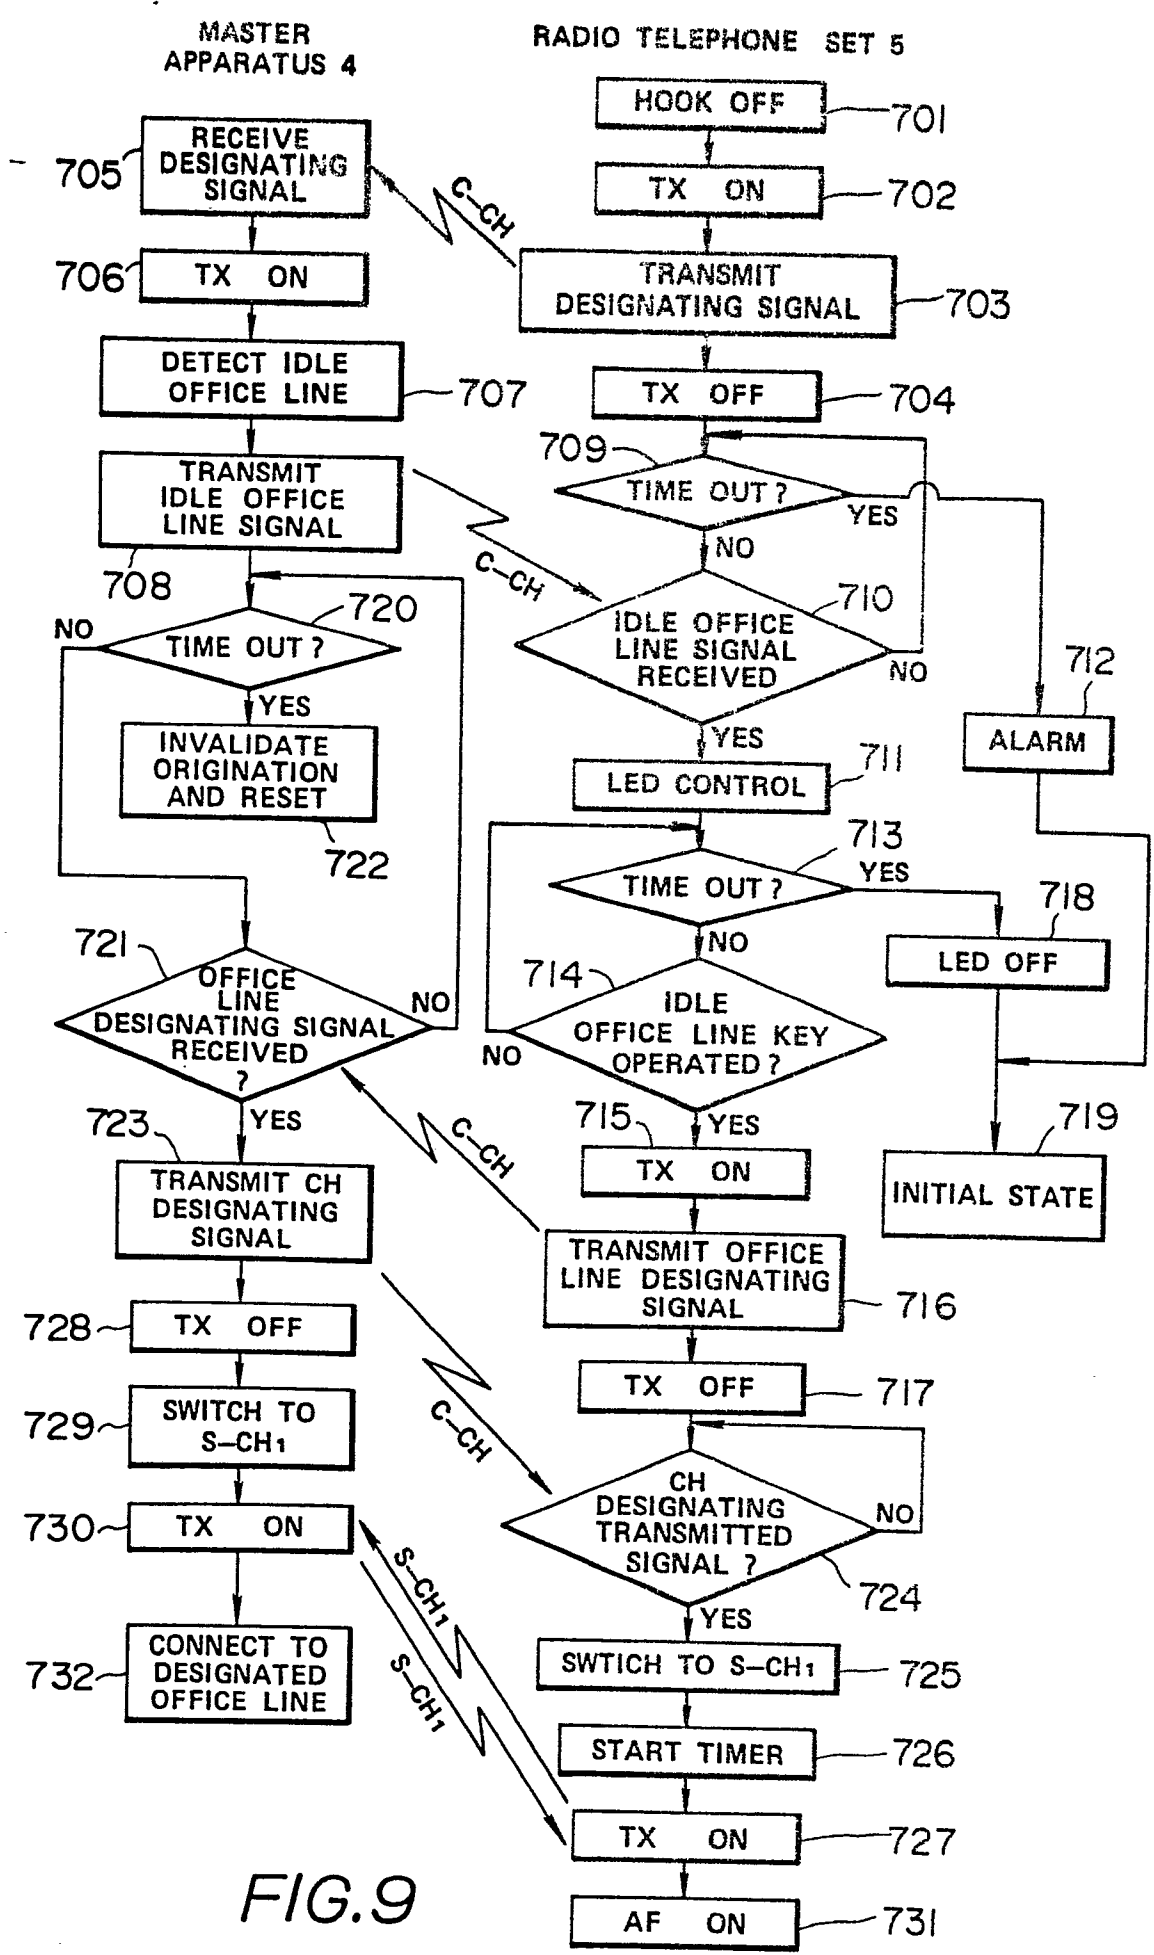 MASTER
APPARATUS 4
705
RECEIVE
DESIGNATING
SIGNAL
706
TX ON
DETECT IDLE
OFFICE LINE
707
TRANSMIT
IDLE OFFICE
LINE SIGNAL
708
720
NO
TIME OUT ?
YES
INVALIDATE
ORIGINATION
AND RESET
722
721
OFFICE
LINE
DESIGNATING SIGNAL
RECEIVED
?
NO
YES
723
TRANSMIT CH
DESIGNATING
SIGNAL
728
TX OFF
729
SWITCH TO
S-CH1
730
TX ON
732
CONNECT TO
DESIGNATED
OFFICE LINE
C-CH
C-CH
C-CH
C-CH
S-CH1
S-CH1
RADIO TELEPHONE SET 5
HOOK OFF
701
TX ON
702
TRANSMIT
DESIGNATING SIGNAL
703
TX OFF
704
709
TIME OUT ?
YES
NO
710
IDLE OFFICE
LINE SIGNAL
RECEIVED
NO
YES
712
ALARM
711
LED CONTROL
713
TIME OUT ?
YES
NO
718
LED OFF
714
IDLE
OFFICE LINE KEY
OPERATED ?
NO
YES
719
INITIAL STATE
715
TX ON
TRANSMIT OFFICE
LINE DESIGNATING
SIGNAL
716
TX OFF
717
CH
DESIGNATING
TRANSMITTED
SIGNAL ?
NO
724
YES
SWTICH TO S-CH1
725
START TIMER
726
TX ON
727
AF ON
731
FIG.9